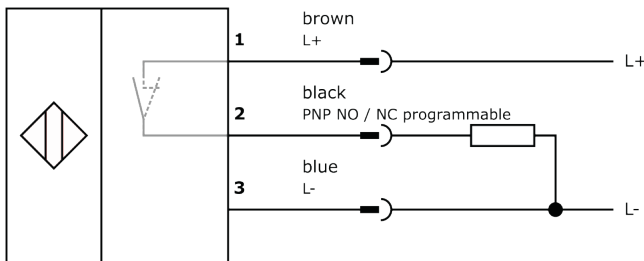 brown
1 L+ L+
black
2 PNP NO / NC programmable
blue
3 L- L-